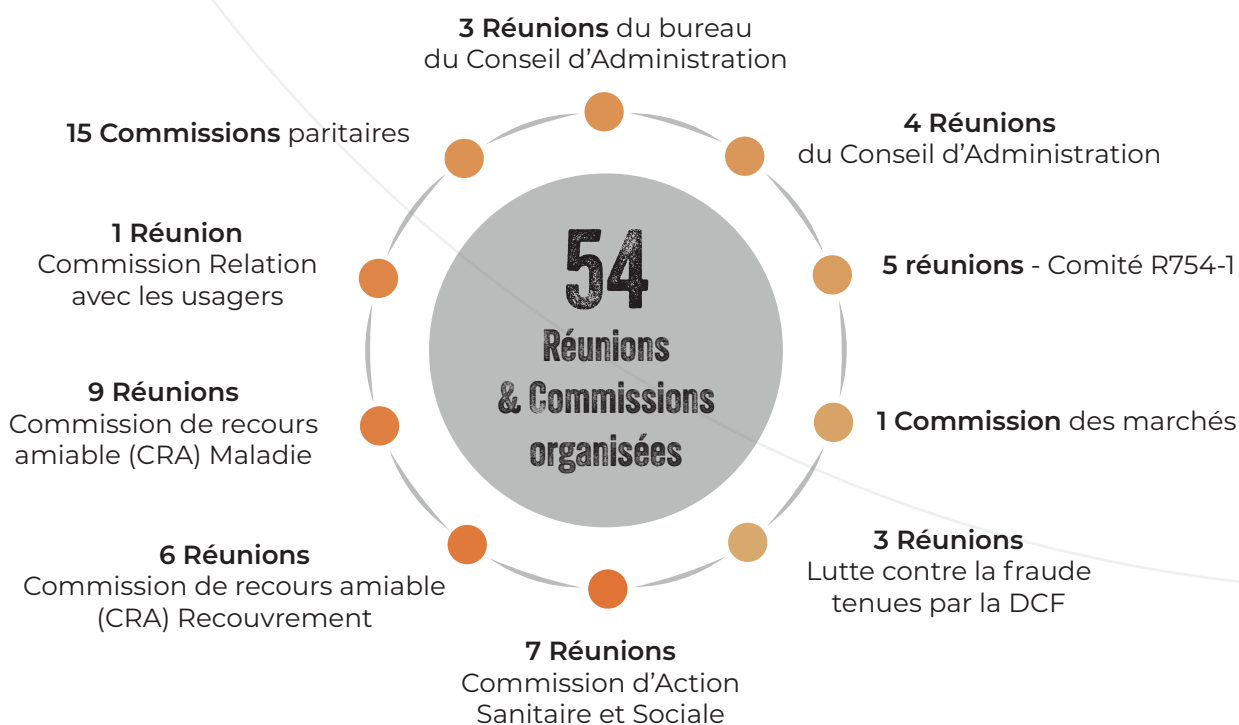 3 Réunions du bureau
du Conseil d'Administration
4 Réunions
du Conseil d'Administration
5 réunions - Comité R754-1
1 Commission des marchés
3 Réunions
Lutte contre la fraude
tenues par la DCF
7 Réunions
Commission d'Action
Sanitaire et Sociale
6 Réunions
Commission de recours amiable
(CRA) Recouvrement
9 Réunions
Commission de recours
amiable (CRA) Maladie
1 Réunion
Commission Relation
avec les usagers
15 Commissions paritaires
54
Réunions
& Commissions
organisées